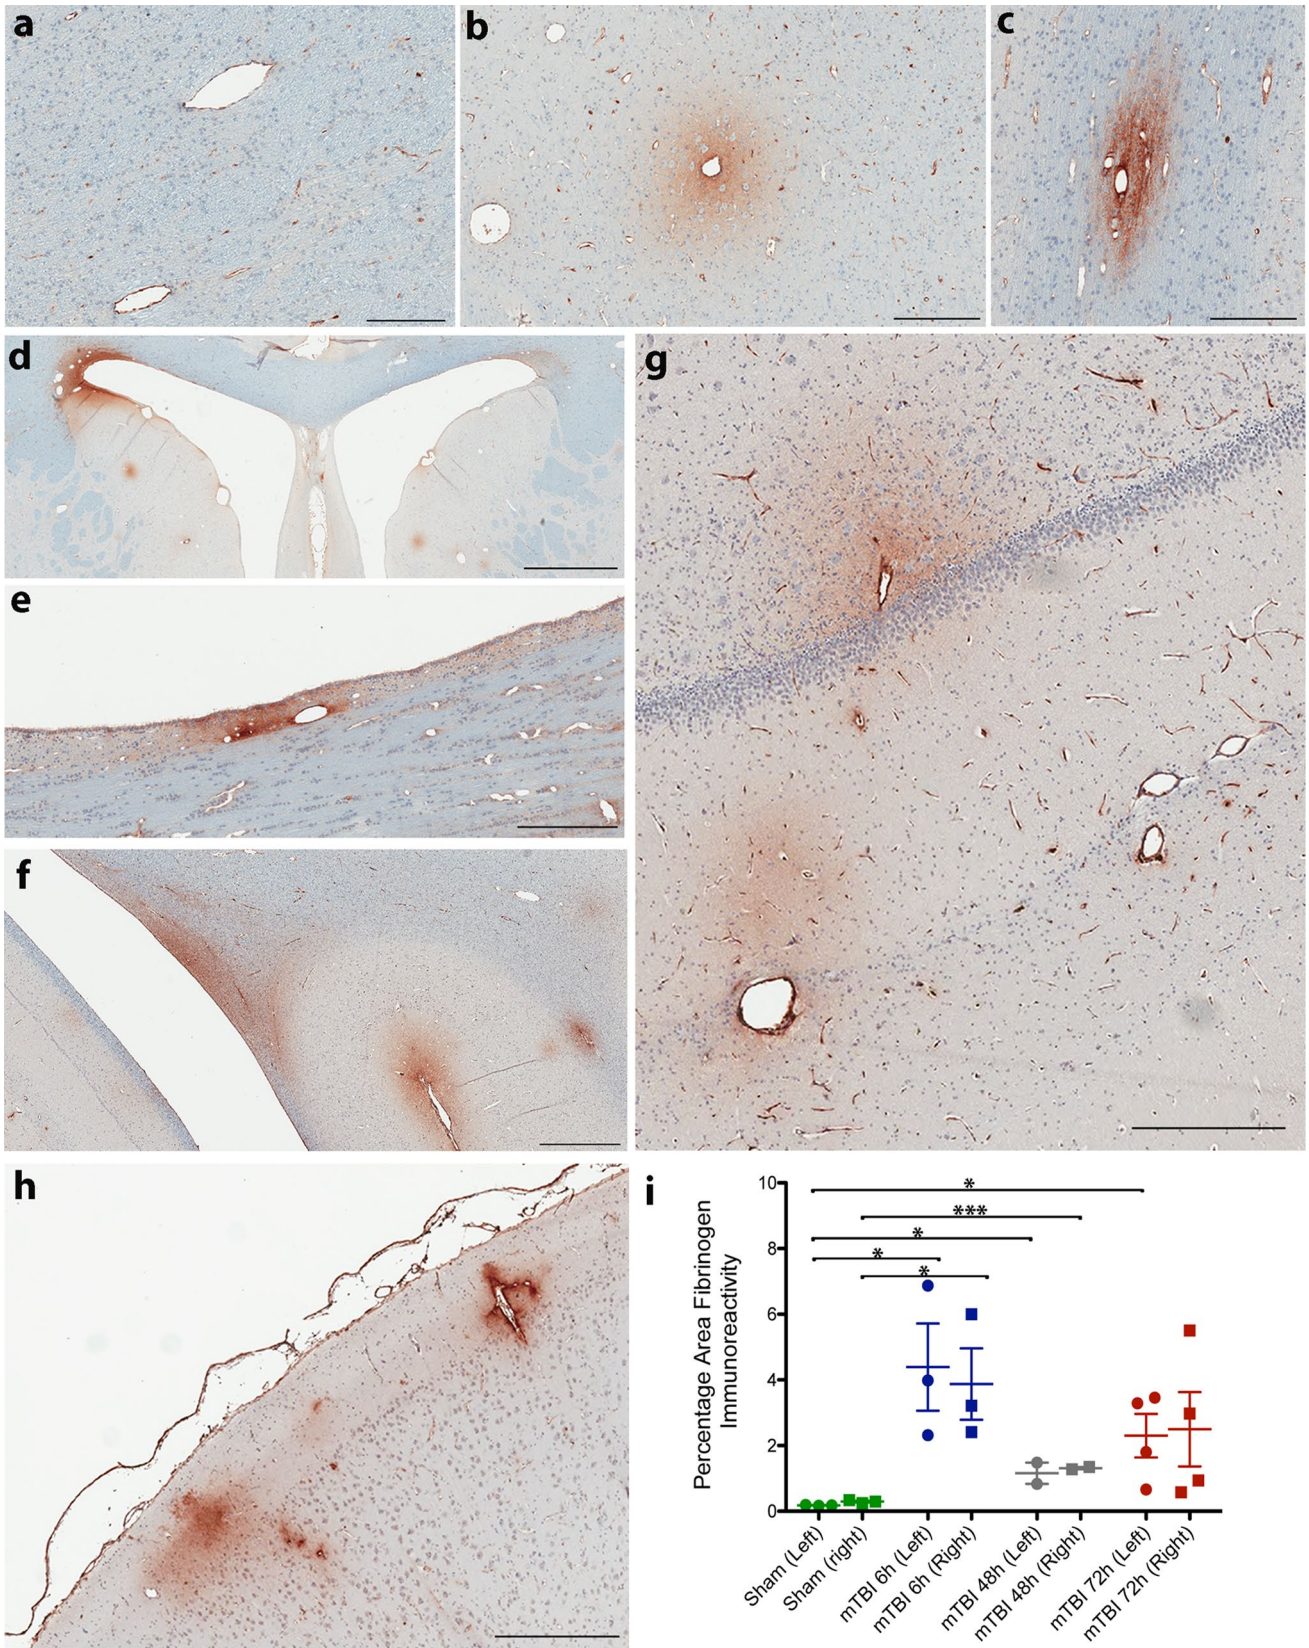 a
b
c
d
e
f
g
h
i
Percentage Area Fibrinogen
Immunoreactivity
10
8
6
4
2
0
*
***
*
*
*
Sham (Left)
Sham (right)
mTBI 6h (Left)
mTBI 6h (Right)
mTBI 48h (Left)
mTBI 48h (Right)
mTBI 72h (Left)
mTBI 72h (Right)